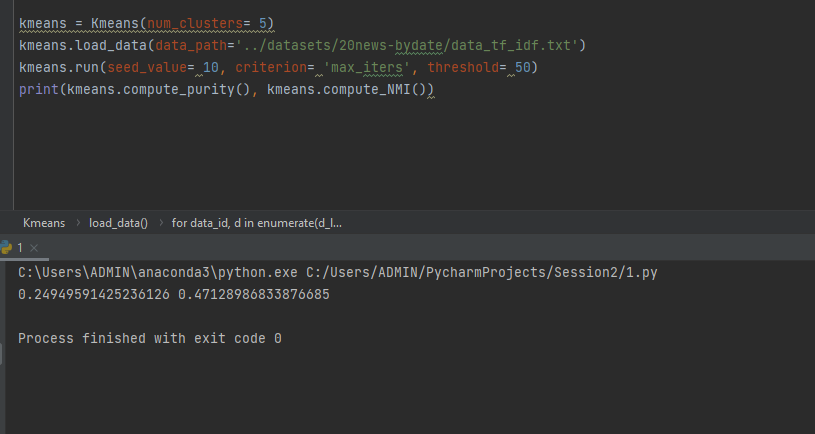 kmeans = Kmeans(num_clusters= 5)
kmeans.load_data(data_path='../datasets/20news-bydate/data_tf_idf.txt')
kmeans.run(seed_value= 10, criterion= 'max_iters', threshold= 50)
print(kmeans.compute_purity(), kmeans.compute_NMI())
Kmeans > load_data() > for data_id, d in enumerate(d_l...
1 ×
C:\Users\ADMIN\anaconda3\python.exe C:/Users/ADMIN/PycharmProjects/Session2/1.py
0.24949591425236126 0.47128986833876685
Process finished with exit code 0